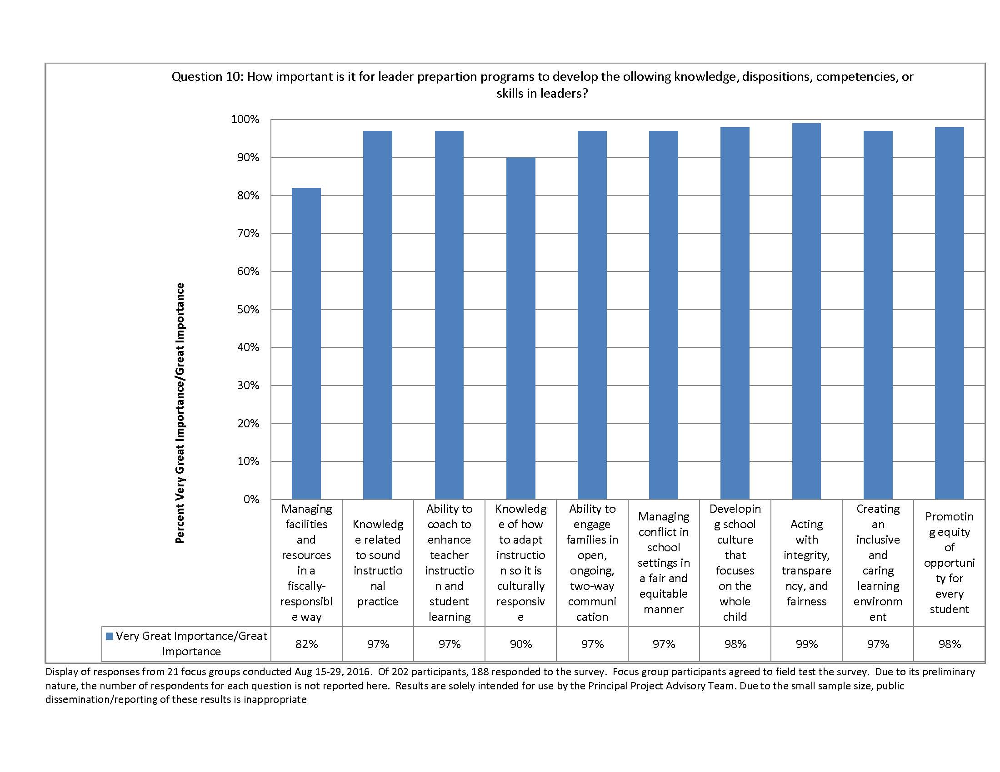 Question 10: How important is it for leader prepartion programs to develop the ollowing knowledge, dispositions, competencies, or
skills in leaders?
Percent Very Great Importance/Great Importance
100%
90%
80%
70%
60%
50%
40%
30%
20%
10%
0%
Managing
facilities
and
resources
in a
fiscally-
responsibl
e way
Knowledg
e related
to sound
instructio
nal
practice
Ability to
coach to
enhance
teacher
instructio
n and
student
learning
Knowledg
e of how
to adapt
instructio
n so it is
culturally
responsiv
e
Ability to
engage
families in
open,
ongoing,
two-way
communi
cation
Managing
conflict in
school
settings in
a fair and
equitable
manner
Developin
g school
culture
that
focuses
on the
whole
child
Acting
with
integrity,
transpare
ncy, and
fairness
Creating
an
inclusive
and
caring
learning
environm
ent
Promotin
g equity
of
opportuni
ty for
every
student
Very Great Importance/Great
Importance
82%
97%
97%
90%
97%
97%
98%
99%
97%
98%
Display of responses from 21 focus groups conducted Aug 15-29, 2016.  Of 202 participants, 188 responded to the survey.  Focus group participants agreed to field test the survey.  Due to its preliminary
nature, the number of respondents for each question is not reported here.  Results are solely intended for use by the Principal Project Advisory Team. Due to the small sample size, public
dissemination/reporting of these results is inappropriate